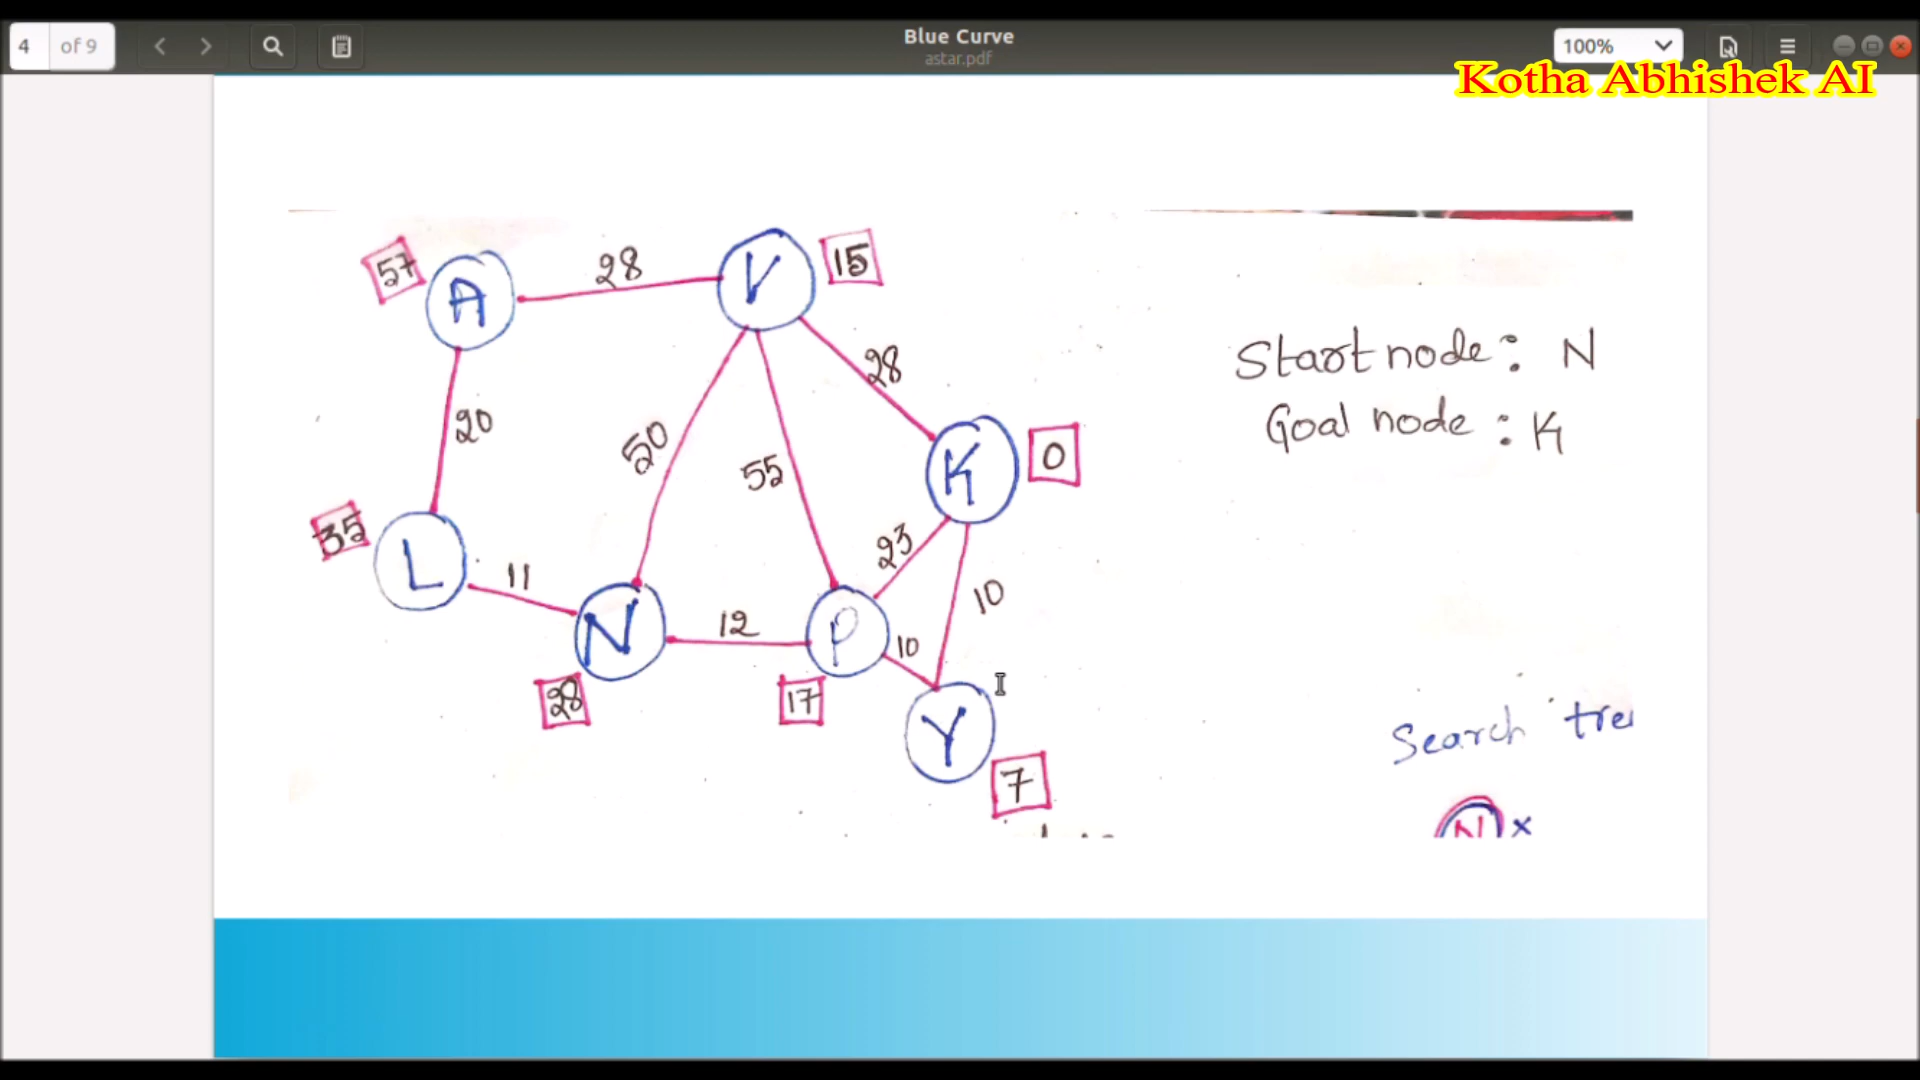 4 of 9
Blue Curve
astar.pdf
100%
Kotha Abhishek AI
57
A
28
V
15
28
Start node : N
Goal node : K
20
50
55
K
0
35
L
11
23
10
N
12
P
10
28
17
Y
7
Search tre
N x